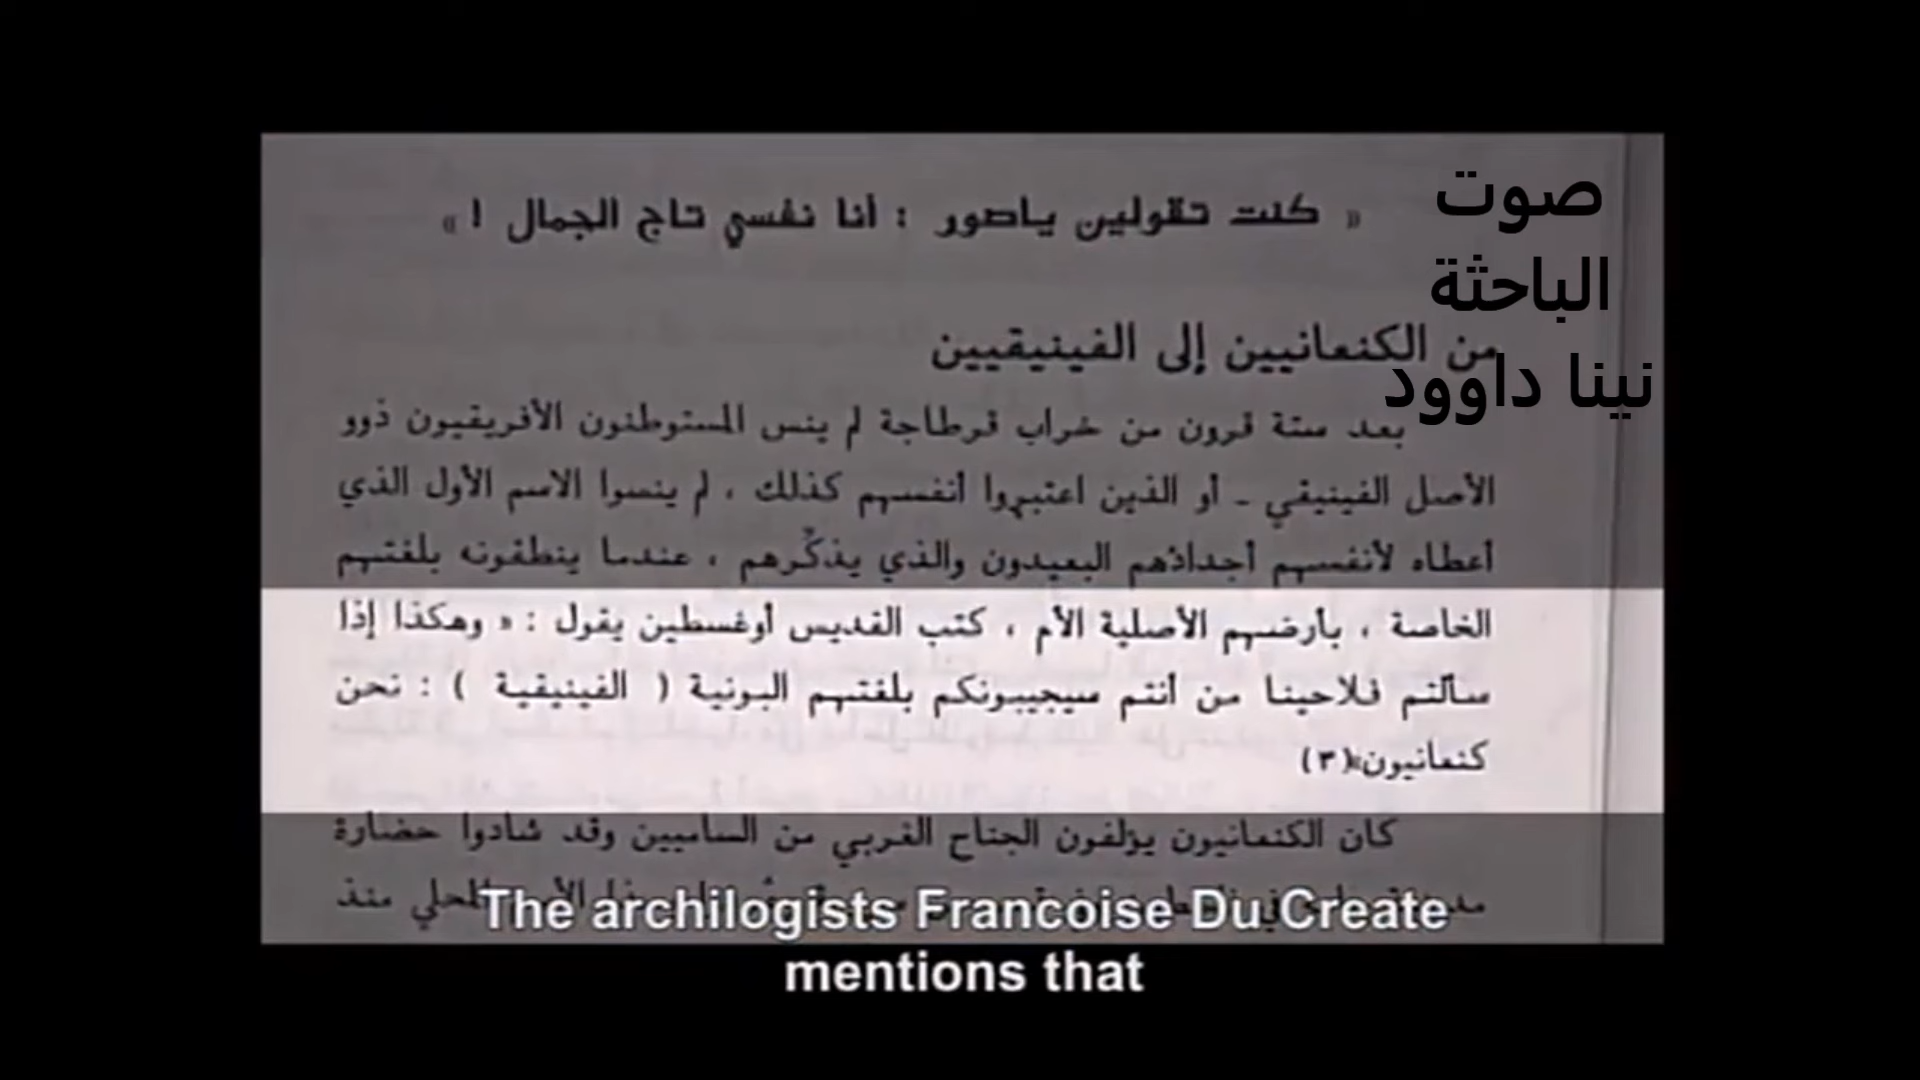 « كنت تقولين ياصور : أنا نفسي تاج الجمال ! »
صوت
الباحثة
نينا داوود
من الكنعانيين إلى الفينيقيين
بعد ستة قرون من خراب قرطاجة لم ينس المستوطنون الأفريقيون ذوو
الأصل الفينيقي - أو الذين اعتبروا أنفسهم كذلك ، لم ينسوا الاسم الأول الذي
أعطاه لأنفسهم أجدادهم البعيدون والذي يذكّرهم ، عندما ينطقونه بلغتهم
الخاصة ، بأرضهم الأصلية الأم ، كتب القديس أوغسطين يقول : « وهكذا إذا
سألتم فلاحينا من أنتم سيجيبونكم بلغتهم البونية ( الفينيقية ) : نحن
كنعانيون»(٣)
كان الكنعانيون يؤلفون الجناح الغربي من الساميين وقد شادوا حضارة
المحلي منذ
The archilogists Francoise Du Create
mentions that